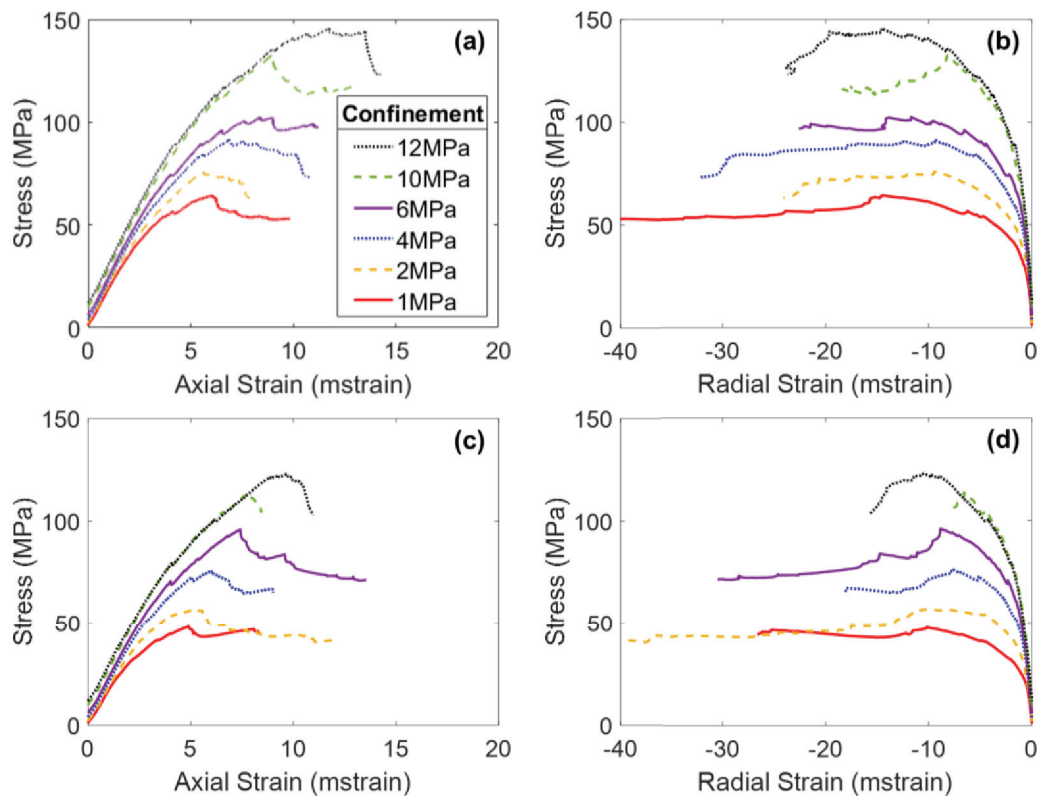 150
100
50
0
Stress (MPa)
0 5 10 15 20
Axial Strain (mstrain)
(a)
Confinement
12MPa
10MPa
6MPa
4MPa
2MPa
1MPa
150
100
50
0
Stress (MPa)
-40 -30 -20 -10 0
Radial Strain (mstrain)
(b)
150
100
50
0
Stress (MPa)
0 5 10 15 20
Axial Strain (mstrain)
(c)
150
100
50
0
Stress (MPa)
-40 -30 -20 -10 0
Radial Strain (mstrain)
(d)